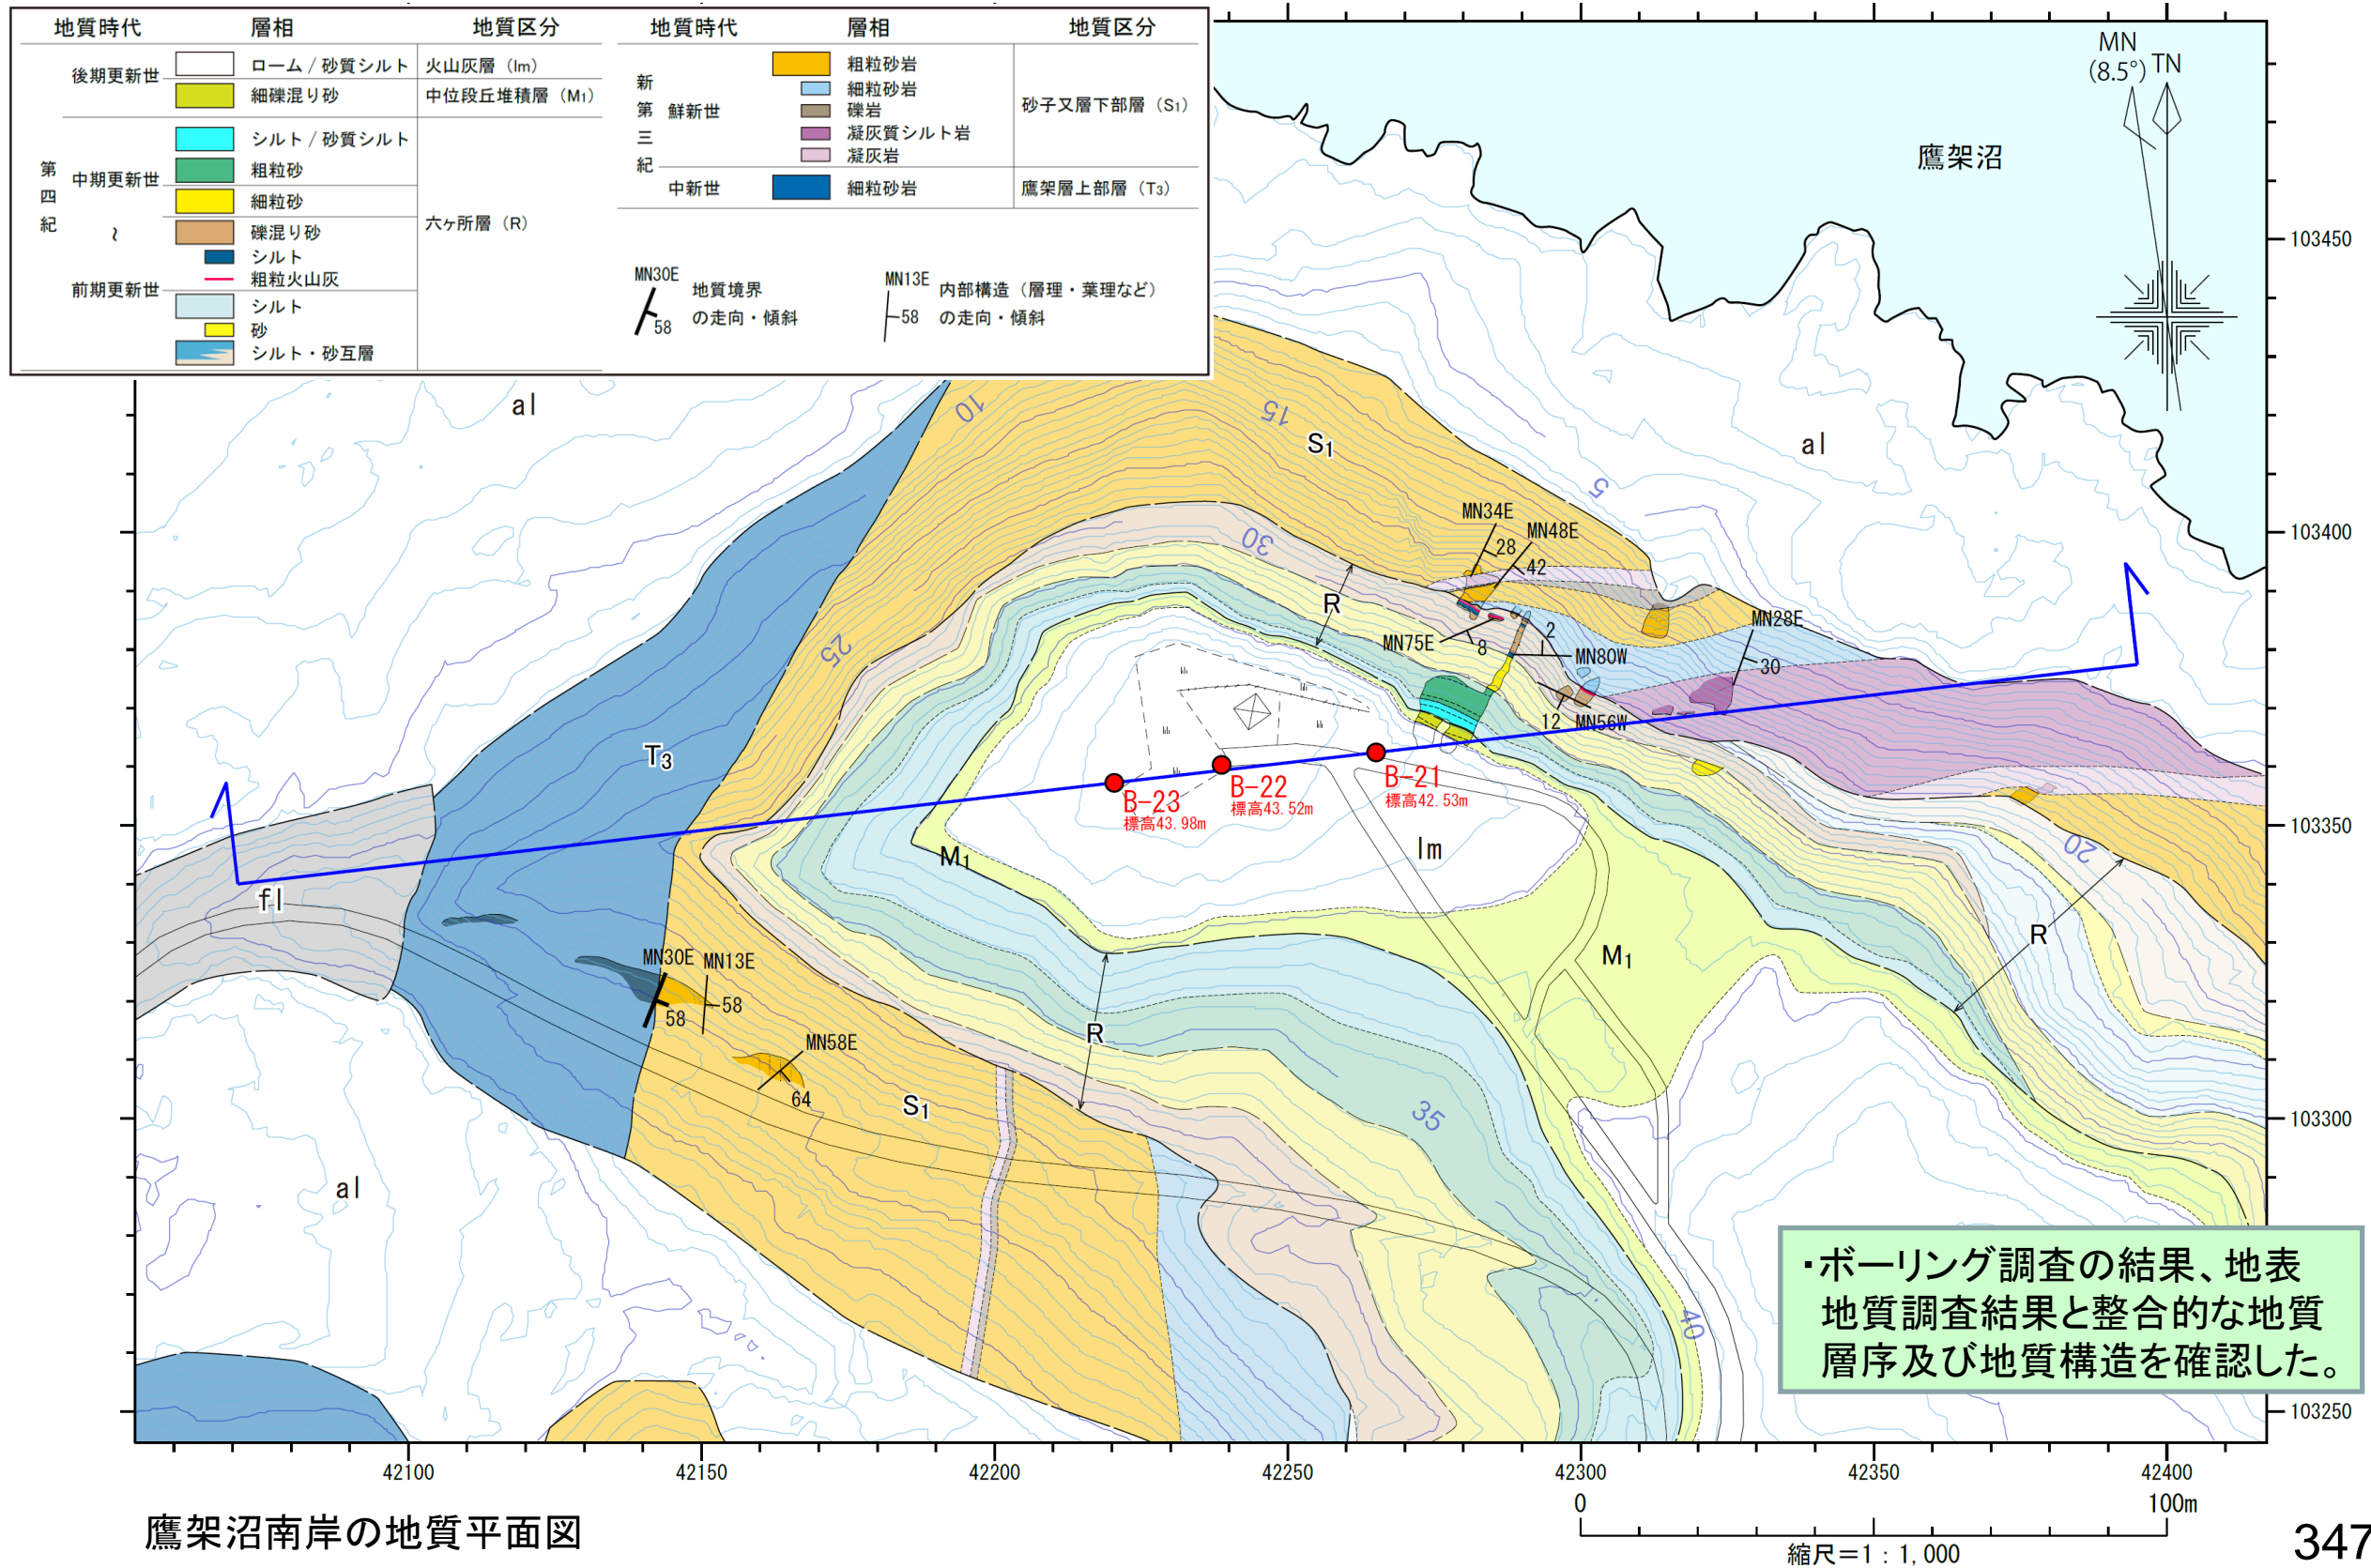 地質時代 層相 地質区分
後期更新世 ローム / 砂質シルト 火山灰層 (lm)
細礫混り砂 中位段丘堆積層 (M1)
第四紀
中期更新世
~
前期更新世
シルト / 砂質シルト
粗粒砂
細粒砂
礫混り砂
シルト
粗粒火山灰
シルト
砂
シルト・砂互層
六ヶ所層 (R)
地質時代 層相 地質区分
新第三紀
鮮新世
粗粒砂岩
細粒砂岩
礫岩
凝灰質シルト岩
凝灰岩
砂子又層下部層 (S1)
中新世 細粒砂岩 鷹架層上部層 (T3)
MN30E
58
地質境界
の走向・傾斜
MN13E
58
内部構造 (層理・葉理など)
の走向・傾斜
MN
(8.5°)
TN
鷹架沼
103450
103400
103350
103300
103250
al
10
15
S1
al
5
30
MN34E
28
MN48E
42
R
MN75E
8
2
MN80W
MN28E
30
12
MN56W
25
T3
B-23
標高43.98m
B-22
標高43.52m
B-21
標高42.53m
M1
lm
20
fl
R
M1
MN30E
58
MN13E
58
MN58E
64
R
S1
35
al
40
・ボーリング調査の結果、地表
地質調査結果と整合的な地質
層序及び地質構造を確認した。
42100
42150
42200
42250
42300
42350
42400
0
100m
縮尺=1 : 1,000
鷹架沼南岸の地質平面図
347